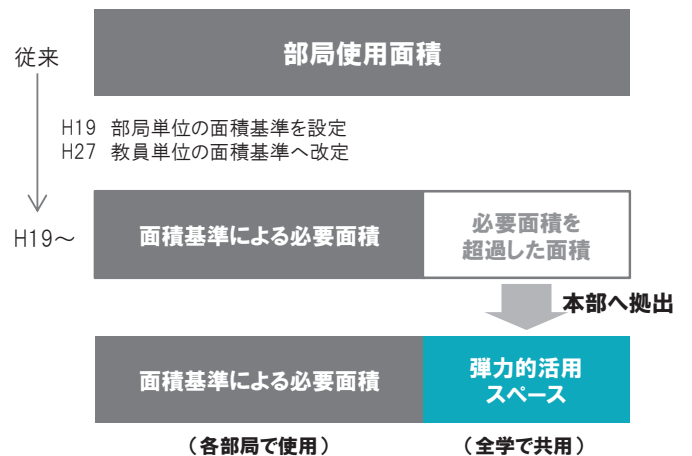 部局使用面積
従来
H19 部局単位の面積基準を設定
H27 教員単位の面積基準へ改定
H19～
面積基準による必要面積
必要面積を
超過した面積
本部へ拠出
面積基準による必要面積
弾力的活用
スペース
（各部局で使用）
（全学で共用）